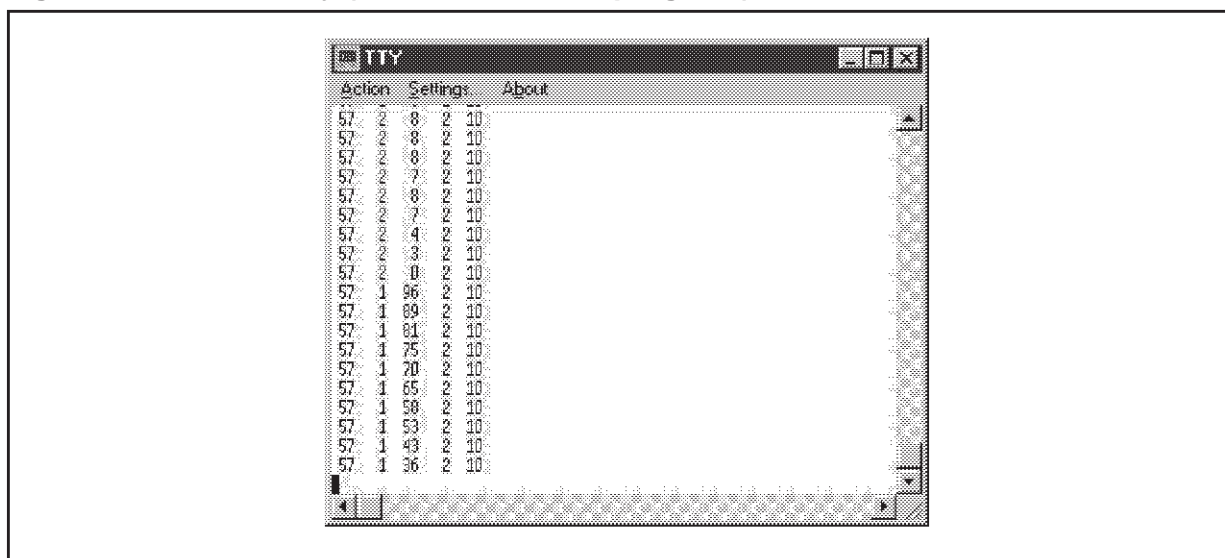 TTY
Action Settings... About
57 2 8 2 10
57 2 8 2 10
57 2 8 2 10
57 2 7 2 10
57 2 8 2 10
57 2 7 2 10
57 2 4 2 10
57 2 3 2 10
57 2 0 2 10
57 1 96 2 10
57 1 89 2 10
57 1 81 2 10
57 1 75 2 10
57 1 70 2 10
57 1 65 2 10
57 1 58 2 10
57 1 53 2 10
57 1 43 2 10
57 1 36 2 10